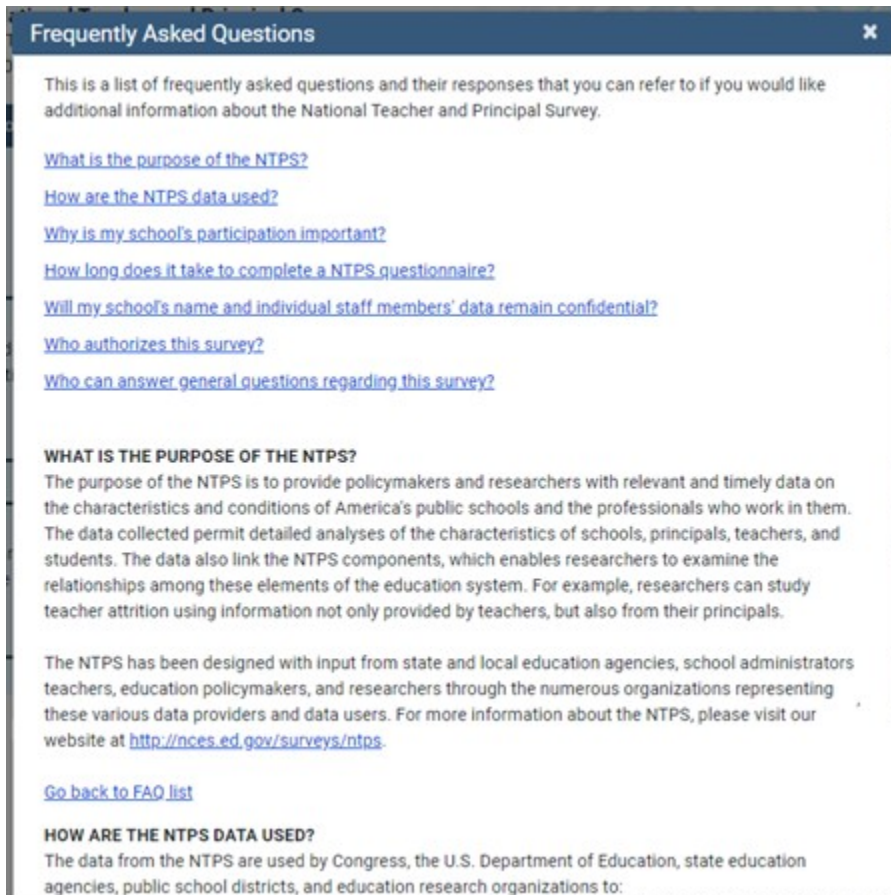 Frequently Asked Questions
This is a list of frequently asked questions and their responses that you can refer to if you would like
additional information about the National Teacher and Principal Survey.
What is the purpose of the NTPS?
How are the NTPS data used?
Why is my school's participation important?
How long does it take to complete a NTPS questionnaire?
Will my school's name and individual staff members' data remain confidential?
Who authorizes this survey?
Who can answer general questions regarding this survey?
WHAT IS THE PURPOSE OF THE NTPS?
The purpose of the NTPS is to provide policymakers and researchers with relevant and timely data on
the characteristics and conditions of America's public schools and the professionals who work in them.
The data collected permit detailed analyses of the characteristics of schools, principals, teachers, and
students. The data also link the NTPS components, which enables researchers to examine the
relationships among these elements of the education system. For example, researchers can study
teacher attrition using information not only provided by teachers, but also from their principals.
The NTPS has been designed with input from state and local education agencies, school administrators
teachers, education policymakers, and researchers through the numerous organizations representing
these various data providers and data users. For more information about the NTPS, please visit our
website at http://nces.ed.gov/surveys/ntps.
Go back to FAQ list
HOW ARE THE NTPS DATA USED?
The data from the NTPS are used by Congress, the U.S. Department of Education, state education
agencies, public school districts, and education research organizations to: